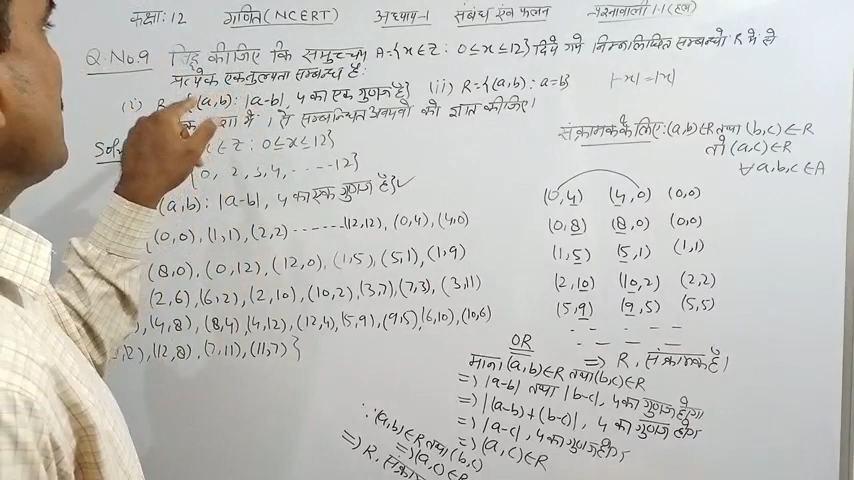 कक्षा: 12 गणित (NCERT) अध्याय-1 संबंध एवं फलन प्रश्नावली 1.1 (हल)
Q.No.9 सिद्ध कीजिए कि समुच्चय A={x∈Z : 0≤x≤12} दिये गये निम्नलिखित सम्बन्धों R में से
प्रत्येक एक तुल्यता सम्बन्ध है:
(i) R (a,b): |a-b|, 4 का एक गुणज है} (ii) R={(a,b): a=b}
|-x|=|x|
1 से सम्बन्धित अवयवों को ज्ञात कीजिए।
Sol x∈Z : 0≤x≤12}
0, 2, 3, 4, ----12}
(a,b): |a-b|, 4 का एक गुणज है}✓
(0,0), (1,1), (2,2) -------(12,12), (0,4), (4,0)
(8,0), (0,12), (12,0), (1,5), (5,1), (1,9)
(2,6), (6,2), (2,10), (10,2), (3,7), (7,3), (3,11)
, (4,8), (8,4), (4,12), (12,4), (5,9), (9,5), (6,10), (10,6)
,12), (12,8), (7,11), (11,7)}
संक्रामक के लिए: (a,b)∈R तथा (b,c)∈R
तो (a,c)∈R
∀ a,b,c∈A
(0,4) (4,0) (0,0)
(0,8) (8,0) (0,0)
(1,5) (5,1) (1,1)
(2,10) (10,2) (2,2)
(5,9) (9,5) (5,5)
OR ⇒ R, संक्रामक है।
माना (a,b)∈R तथा (b,c)∈R
⇒ |a-b| तथा |b-c|, 4 का गुणज होगा
⇒ |(a-b)+(b-c)|, 4 का गुणज होगा
⇒ |a-c|, 4 का गुणज होगा
⇒ (a,c)∈R
∵ (a,b)∈R तथा (b,c)
⇒ (a,c)∈R
⇒ R,